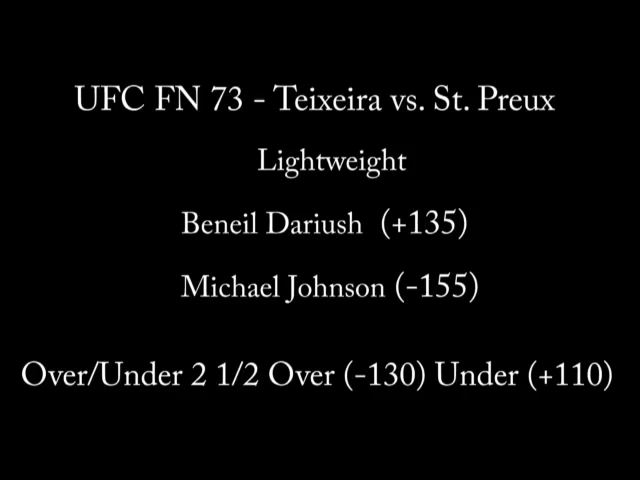 UFC FN 73 - Teixeira vs. St. Preux
Lightweight
Beneil Dariush (+135)
Michael Johnson (-155)
Over/Under 2 1/2 Over (-130) Under (+110)